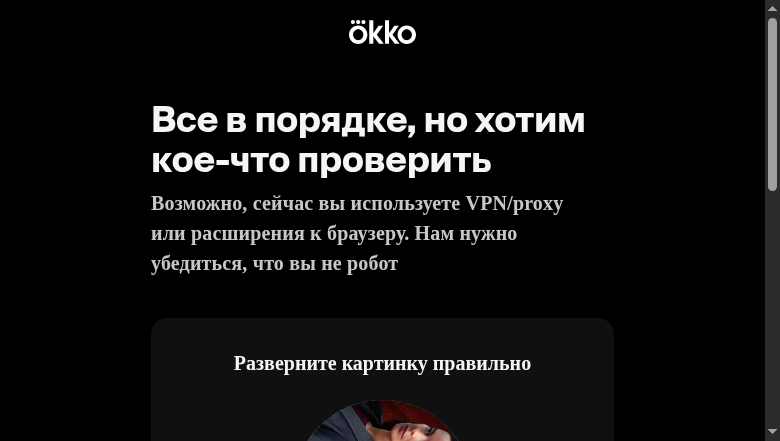 ökko
Все в порядке, но хотим
кое-что проверить
Возможно, сейчас вы используете VPN/proxy
или расширения к браузеру. Нам нужно
убедиться, что вы не робот
Разверните картинку правильно